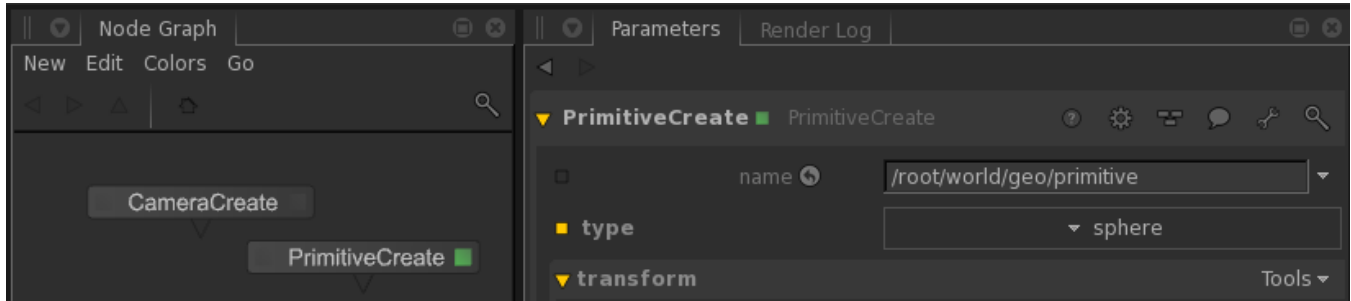 Node Graph
New Edit Colors Go
CameraCreate
PrimitiveCreate
Parameters Render Log
PrimitiveCreate PrimitiveCreate
name /root/world/geo/primitive
type sphere
transform Tools